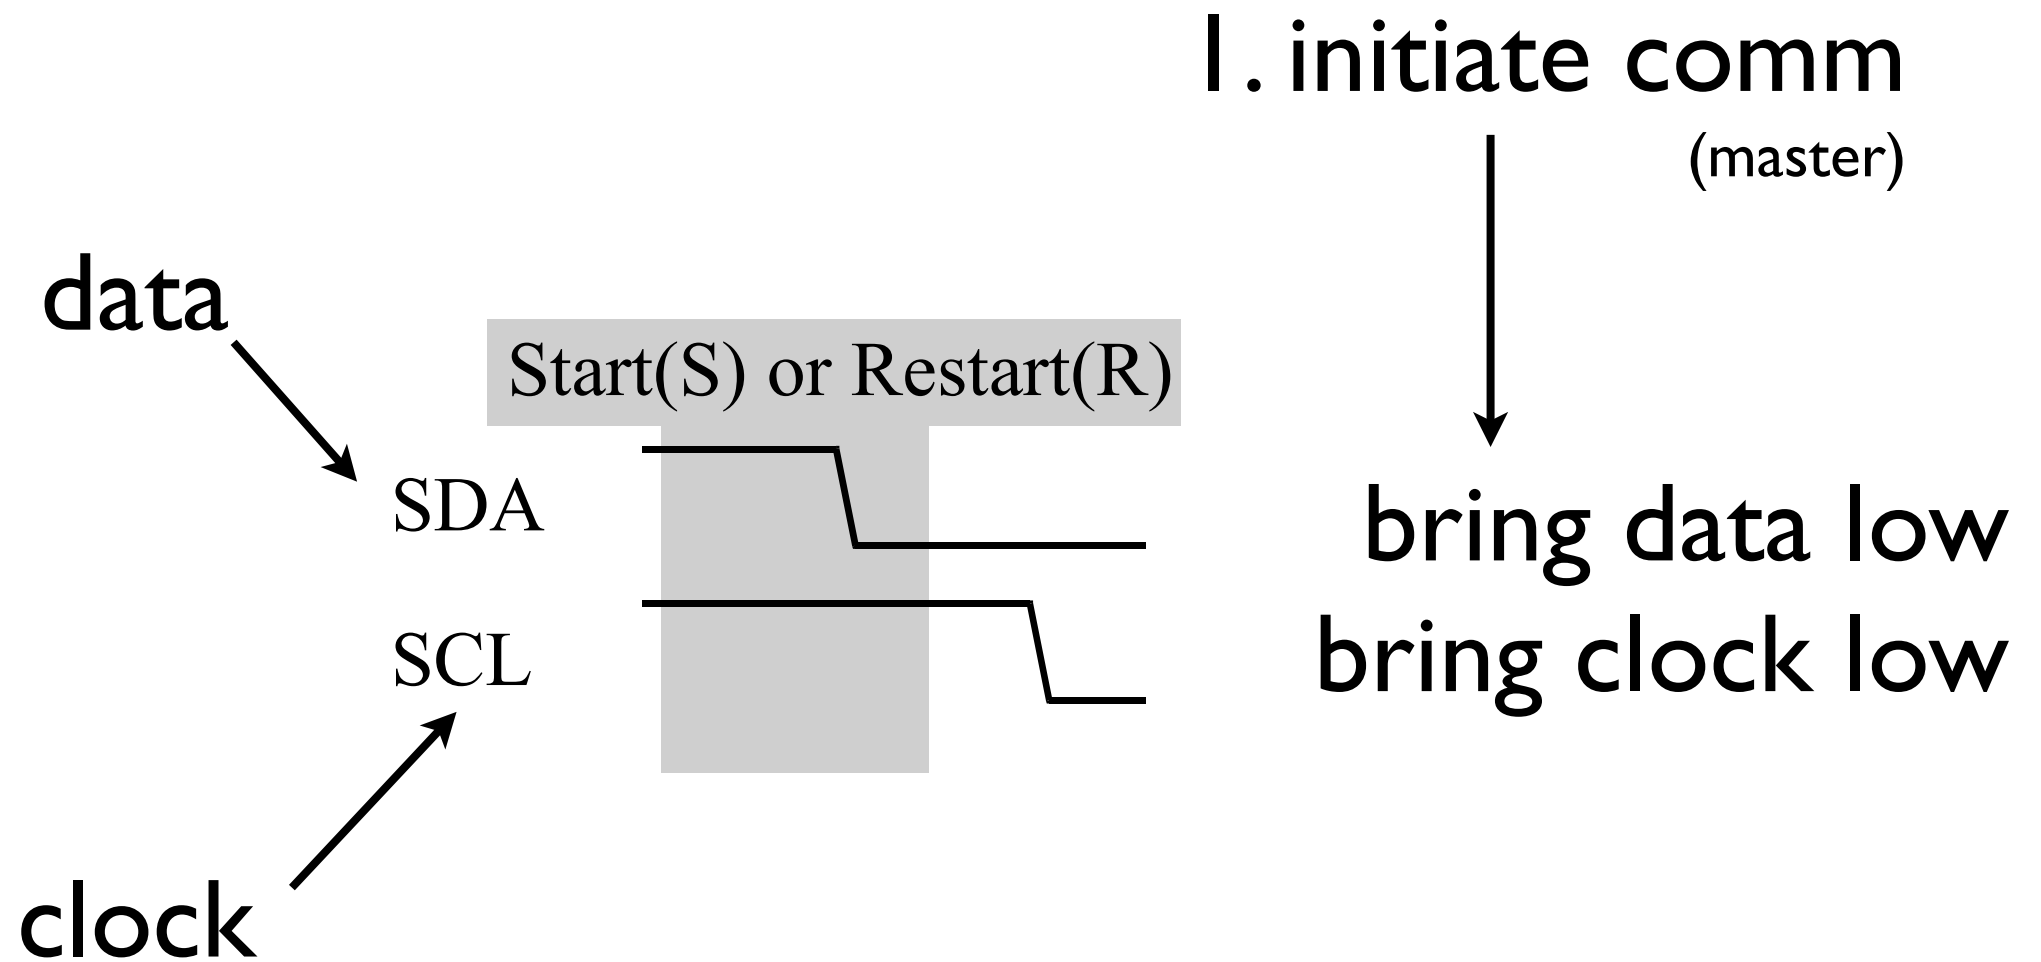 1. initiate comm
(master)
data
Start(S) or Restart(R)
SDA
bring data low
SCL
bring clock low
clock